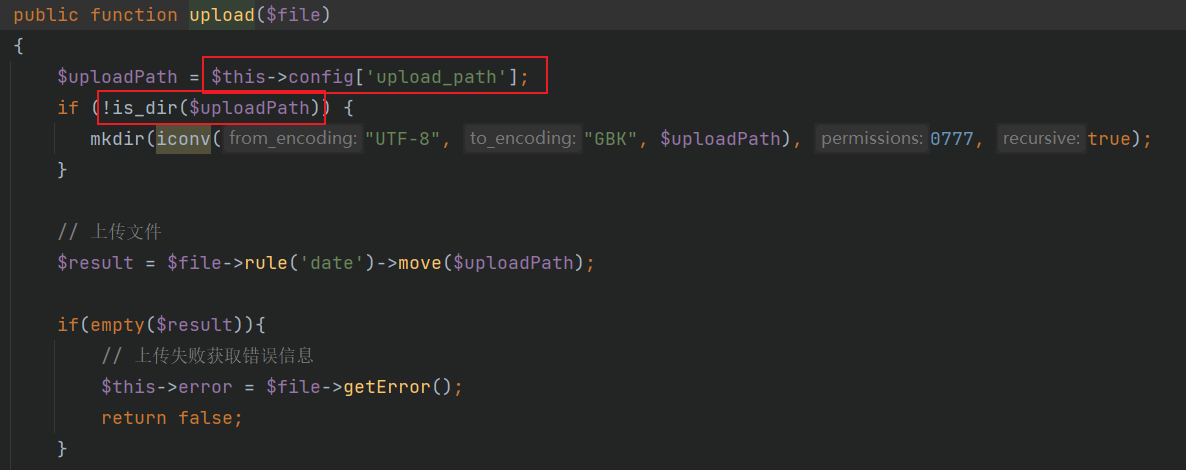 public function upload($file)
{
$uploadPath = $this->config['upload_path'];
if (!is_dir($uploadPath)) {
mkdir(iconv( from_encoding: "UTF-8", to_encoding: "GBK", $uploadPath), permissions: 0777, recursive: true);
}
// 上传文件
$result = $file->rule('date')->move($uploadPath);
if(empty($result)){
// 上传失败获取错误信息
$this->error = $file->getError();
return false;
}